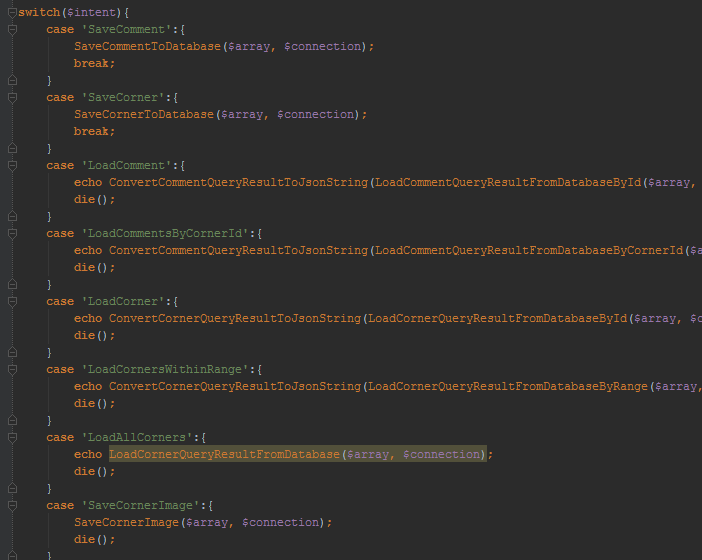 switch($intent){
case 'SaveComment':{
SaveCommentToDatabase($array, $connection);
break;
}
case 'SaveCorner':{
SaveCornerToDatabase($array, $connection);
break;
}
case 'LoadComment':{
echo ConvertCommentQueryResultToJsonString(LoadCommentQueryResultFromDatabaseById($array,
die();
}
case 'LoadCommentsByCornerId':{
echo ConvertCommentQueryResultToJsonString(LoadCommentQueryResultFromDatabaseByCornerId($a
die();
}
case 'LoadCorner':{
echo ConvertCornerQueryResultToJsonString(LoadCornerQueryResultFromDatabaseById($array, $c
die();
}
case 'LoadCornersWithinRange':{
echo ConvertCornerQueryResultToJsonString(LoadCornerQueryResultFromDatabaseByRange($array,
die();
}
case 'LoadAllCorners':{
echo LoadCornerQueryResultFromDatabase($array, $connection);
die();
}
case 'SaveCornerImage':{
SaveCornerImage($array, $connection);
die();
}